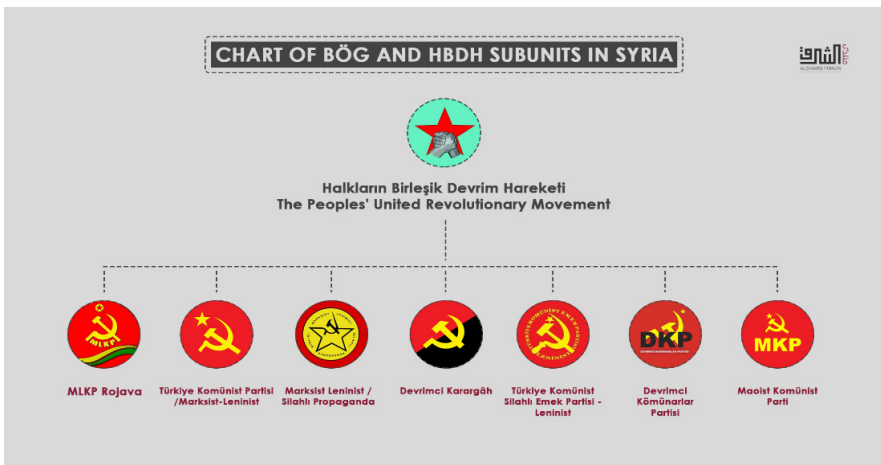 CHART OF BÖG AND HBDH SUBUNITS IN SYRIA
الشرق
ALSHARQ FORUM
Halkların Birleşik Devrim Hareketi
The Peoples' United Revolutionary Movement
MLKP
DKP
MKP
MLKP Rojava
Türkiye Komünist Partisi
/Marksist-Leninist
Marksist Leninist /
Silahlı Propaganda
Devrimci Karargâh
Türkiye Komünist
Silahlı Emek Partisi -
Leninist
Devrimci
Kömünarlar
Partisi
Maoist Komünist
Parti